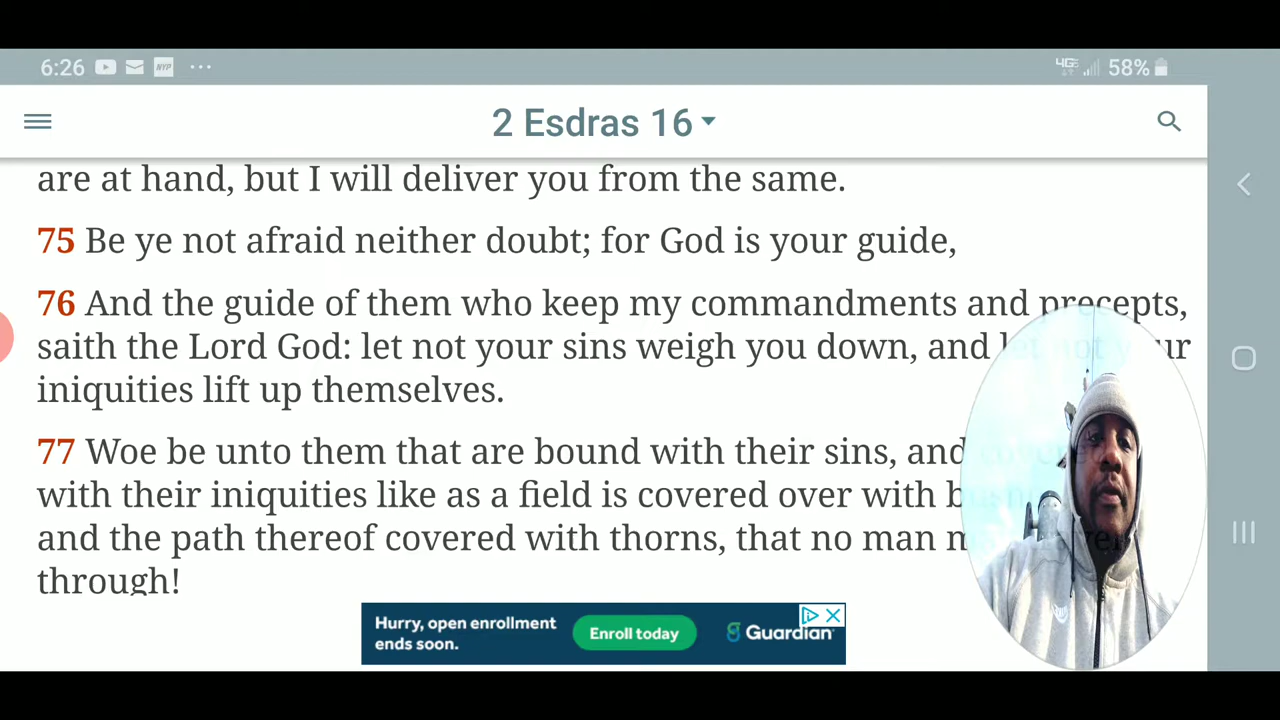 6:26 NYP ... 4G 58%
2 Esdras 16
are at hand, but I will deliver you from the same.
75 Be ye not afraid neither doubt; for God is your guide,
76 And the guide of them who keep my commandments and precepts,
saith the Lord God: let not your sins weigh you down, and let not your
iniquities lift up themselves.
77 Woe be unto them that are bound with their sins, and
with their iniquities like as a field is covered over with
and the path thereof covered with thorns, that no man
through!
Hurry, open enrollment
ends soon.
Enroll today
Guardian